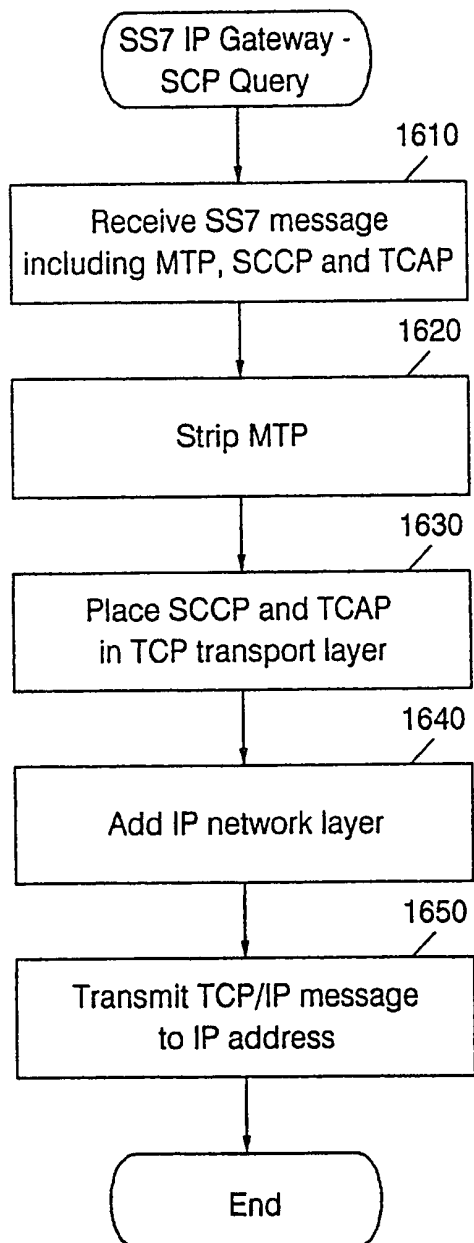 SS7 IP Gateway -
SCP Query
1610
Receive SS7 message
including MTP, SCCP and TCAP
1620
Strip MTP
1630
Place SCCP and TCAP
in TCP transport layer
1640
Add IP network layer
1650
Transmit TCP/IP message
to IP address
End